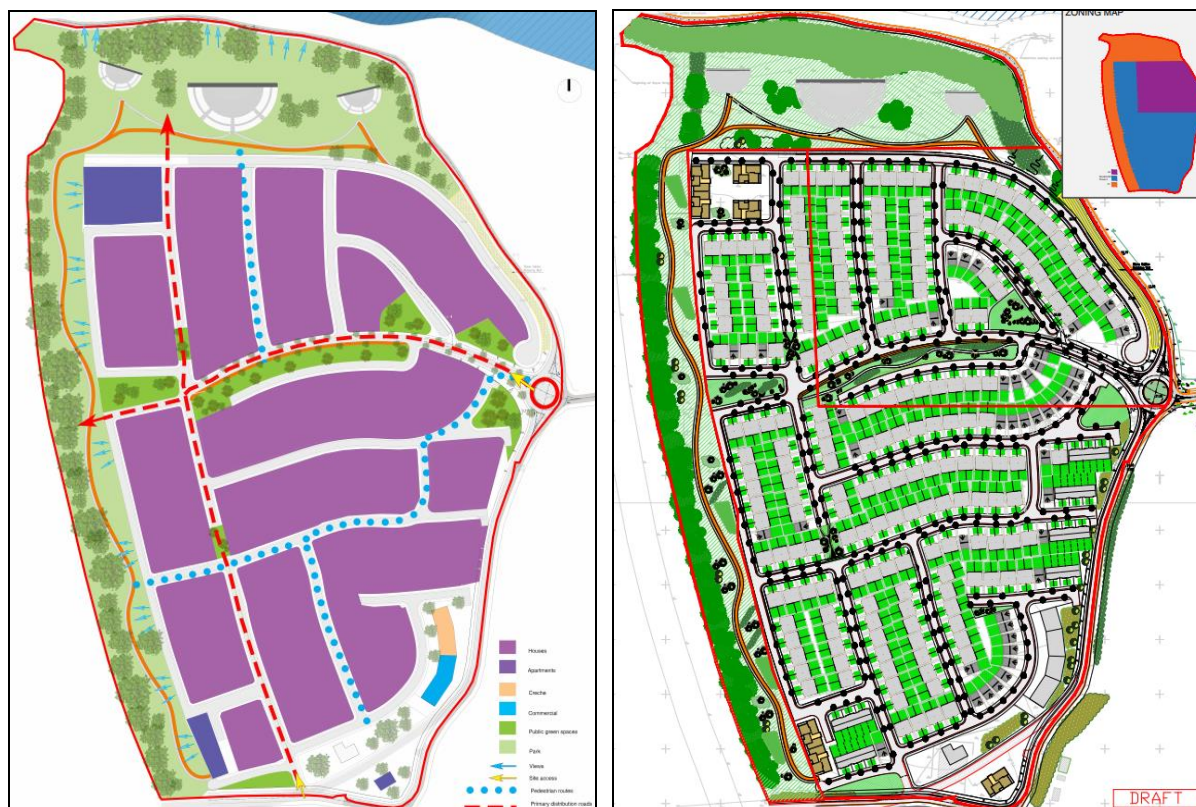 Houses
Apartments
Creche
Commercial
Public green spaces
Park
Views
Site access
Pedestrian routes
Primary distribution roads
ZONING MAP
DRAFT